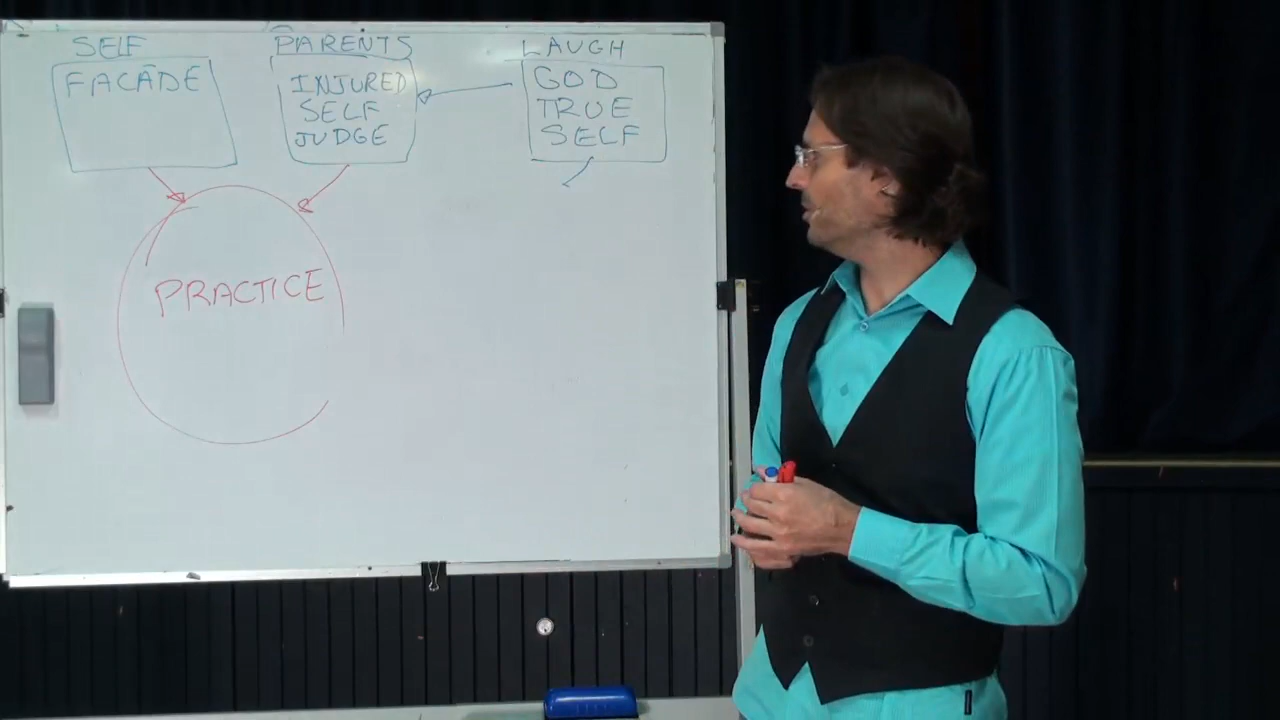 SELF
PARENTS
LAUGH
FACADE
INJURED
SELF
JUDGE
GOD
TRUE
SELF
PRACTICE